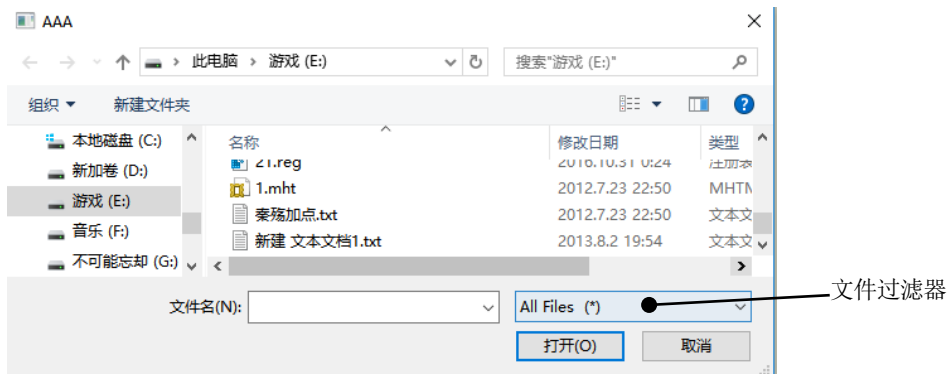 AAA
此电脑 > 游戏 (E:)
搜索"游戏 (E:)"
组织 新建文件夹
本地磁盘 (C:)
新加卷 (D:)
游戏 (E:)
音乐 (F:)
不可能忘却 (G:)
名称 修改日期 类型
21.reg 2016.10.31 0:24 注册表
1.mht 2012.7.23 22:50 MHTM
秦殇加点.txt 2012.7.23 22:50 文本文
新建 文本文档1.txt 2013.8.2 19:54 文本文
文件名(N): All Files (*)
文件过滤器
打开(O) 取消